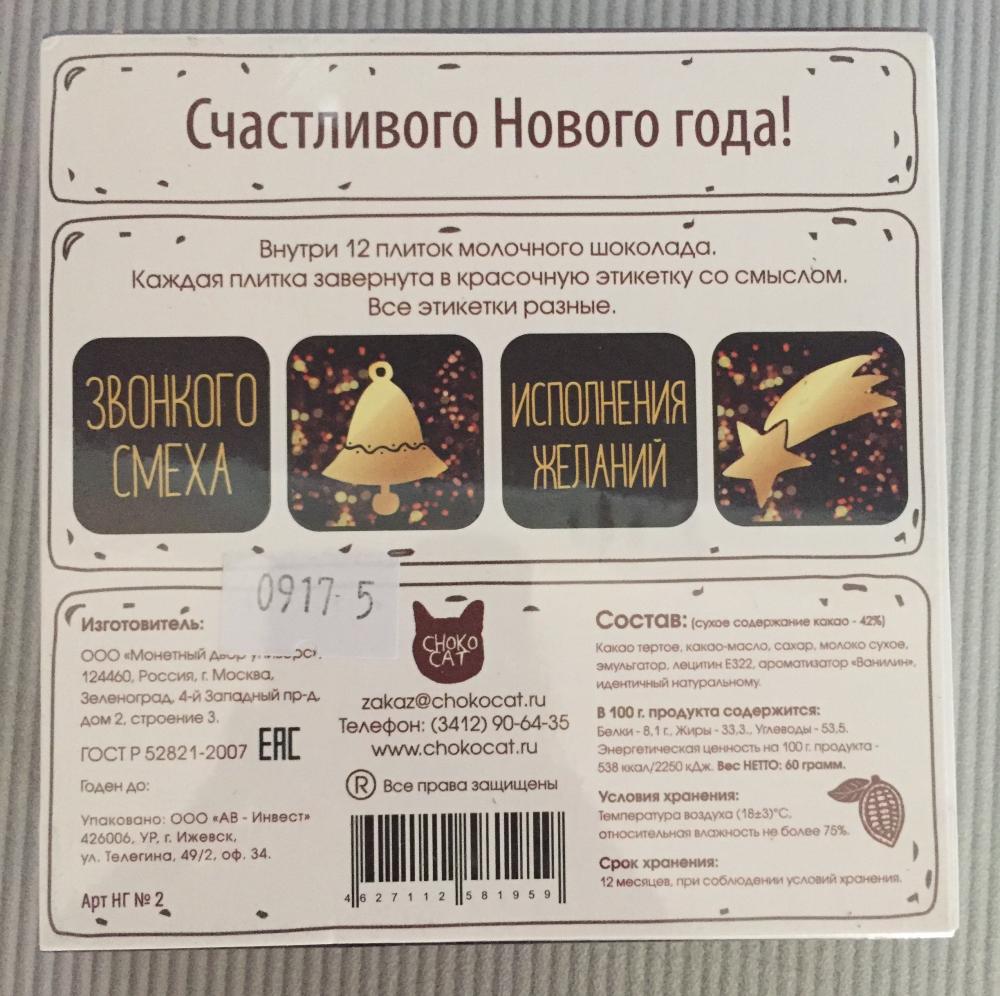 Счастливого Нового года!
Внутри 12 плиток молочного шоколада.
Каждая плитка завернута в красочную этикетку со смыслом.
Все этикетки разные.
ЗВОНКОГО
СМЕХА
ИСПОЛНЕНИЯ
ЖЕЛАНИЙ
0917-5
Изготовитель:
ООО «Монетный двор
124460, Россия, г. Москва,
Зеленоград, 4-й Западный пр-д,
дом 2, строение 3.
ГОСТ Р 52821-2007 EAC
Годен до:
Упаковано: ООО «АВ - Инвест»
426006, УР, г. Ижевск,
ул. Телегина, 49/2, оф. 34.
Арт НГ № 2
CHOKO
CAT
zakaz@chokocat.ru
Телефон: (3412) 90-64-35
www.chokocat.ru
® Все права защищены
4 627112 581959
Состав: (сухое содержание какао - 42%)
Какао тертое, какао-масло, сахар, молоко сухое,
эмульгатор, лецитин Е322, ароматизатор «Ванилин»,
идентичный натуральному.
В 100 г. продукта содержится:
Белки - 8,1 г., Жиры - 33,3., Углеводы - 53,5.
Энергетическая ценность на 100 г. продукта -
538 ккал/2250 кДж. Вес НЕТТО: 60 грамм.
Условия хранения:
Температура воздуха (18±3)°С,
относительная влажность не более 75%.
Срок хранения:
12 месяцев, при соблюдении условий хранения.